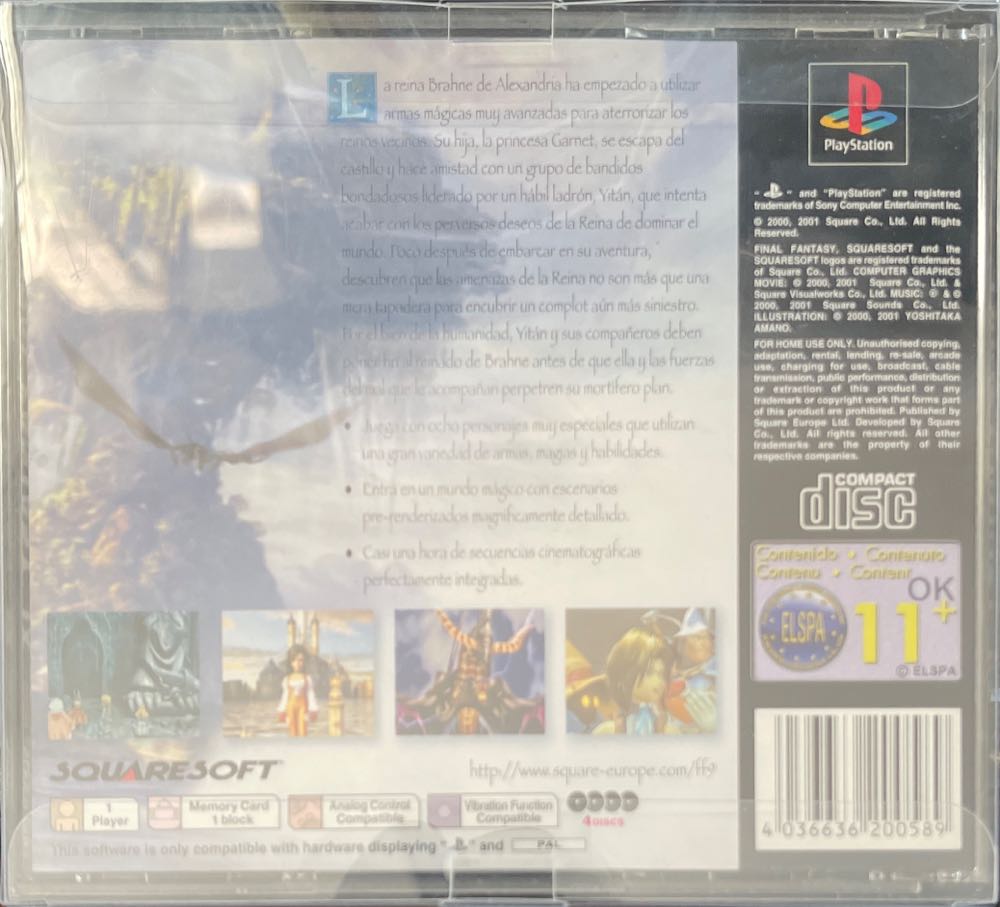 La reina Brahne de Alexandria ha empezado a utilizar
armas mágicas muy avanzadas para aterrorizar los
reinos vecinos. Su hija, la princesa Garnet, se escapa del
castillo y hace amistad con un grupo de bandidos
bondadosos liderado por un hábil ladrón, Yitán, que intenta
acabar con los perversos deseos de la Reina de dominar el
mundo. Poco después de embarcar en su aventura,
descubren que las amenazas de la Reina no son más que una
mera tapadera para encubrir un complot aún más siniestro.
Por el bien de la humanidad, Yitán y sus compañeros deben
poner fin al reinado de Brahne antes de que ella y las fuerzas
del mal que le acompañan perpetren su mortífero plan.
• Juega con ocho personajes muy especiales que utilizan
una gran variedad de armas, magias y habilidades.
• Entra en un mundo mágico con escenarios
pre-renderizados magníficamente detallado.
• Casi una hora de secuencias cinematográficas
perfectamente integradas.
SQUARESOFT
http://www.square-europe.com/ff9
1
Player
Memory Card
1 block
Analog Control
Compatible
Vibration Function
Compatible
4 DISCS
This software is only compatible with hardware displaying " " and PAL
PlayStation
" " and "PlayStation" are registered
trademarks of Sony Computer Entertainment Inc.
© 2000, 2001 Square Co., Ltd. All Rights
Reserved.
FINAL FANTASY, SQUARESOFT and the
SQUARESOFT logos are registered trademarks
of Square Co., Ltd. COMPUTER GRAPHICS
MOVIE: © 2000, 2001 Square Co., Ltd. &
Square Visualworks Co., Ltd. MUSIC: ℗ & ©
2000, 2001 Square Sounds Co., Ltd.
ILLUSTRATION: © 2000, 2001 YOSHITAKA
AMANO.
FOR HOME USE ONLY. Unauthorised copying,
adaptation, rental, lending, re-sale, arcade
use, charging for use, broadcast, cable
transmission, public performance, distribution
or extraction of this product or any
trademark or copyright work that forms part
of this product are prohibited. Published by
Square Europe Ltd. Developed by Square
Co., Ltd. All rights reserved. All other
trademarks are the property of their
respective companies.
COMPACT
disc
Contenido • Contenuto
Contenu • Content
OK
ELSPA
11+
© ELSPA
4 036636 200589